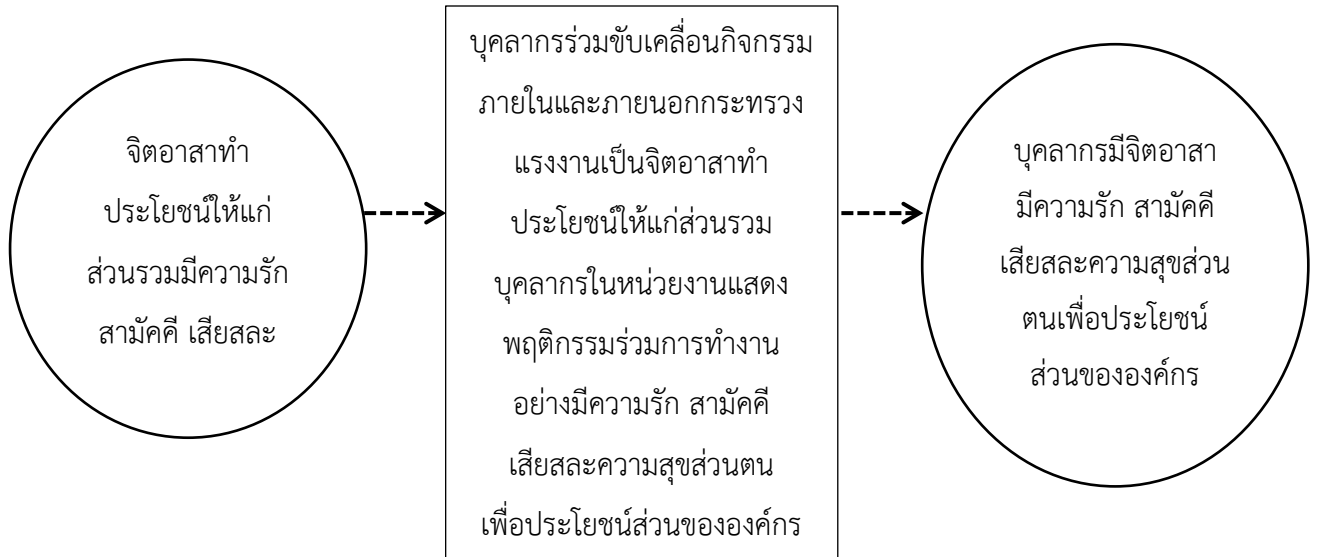 จิตอาสาทำ
ประโยชน์ให้แก่
ส่วนรวมมีความรัก
สามัคคี เสียสละ
บุคลากรร่วมขับเคลื่อนกิจกรรม
ภายในและภายนอกกระทรวง
แรงงานเป็นจิตอาสาทำ
ประโยชน์ให้แก่ส่วนรวม
บุคลากรในหน่วยงานแสดง
พฤติกรรมร่วมการทำงาน
อย่างมีความรัก สามัคคี
เสียสละความสุขส่วนตน
เพื่อประโยชน์ส่วนขององค์กร
บุคลากรมีจิตอาสา
มีความรัก สามัคคี
เสียสละความสุขส่วน
ตนเพื่อประโยชน์
ส่วนขององค์กร